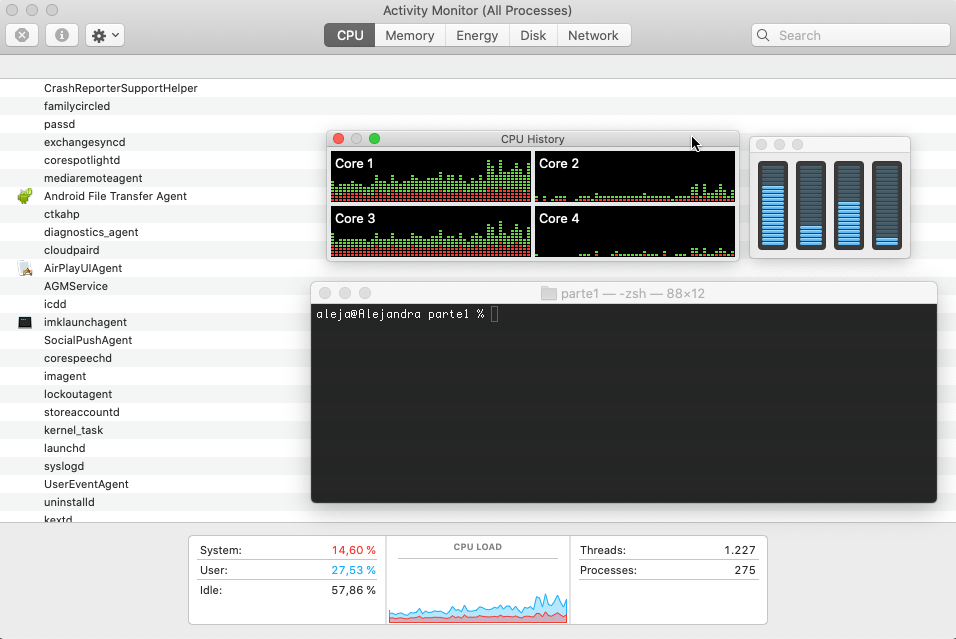 Activity Monitor (All Processes)
CPU
Memory
Energy
Disk
Network
Search
CrashReporterSupportHelper
familycircled
passd
exchangesyncd
corespotlightd
mediaremoteagent
Android File Transfer Agent
ctkahp
diagnostics_agent
cloudpaird
AirPlayUIAgent
AGMService
icdd
imklaunchagent
SocialPushAgent
corespeechd
imagent
lockoutagent
storeaccountd
kernel_task
launchd
syslogd
UserEventAgent
uninstalld
kextd
CPU History
Core 1
Core 2
Core 3
Core 4
parte1 — -zsh — 88×12
aleja@Alejandra parte1 %
System: 14,60 %
User: 27,53 %
Idle: 57,86 %
CPU LOAD
Threads: 1.227
Processes: 275